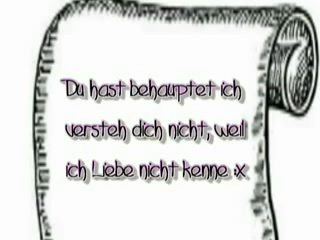 Du hast behauptet ich
versteh dich nicht, weil
ich Liebe nicht kenne :x